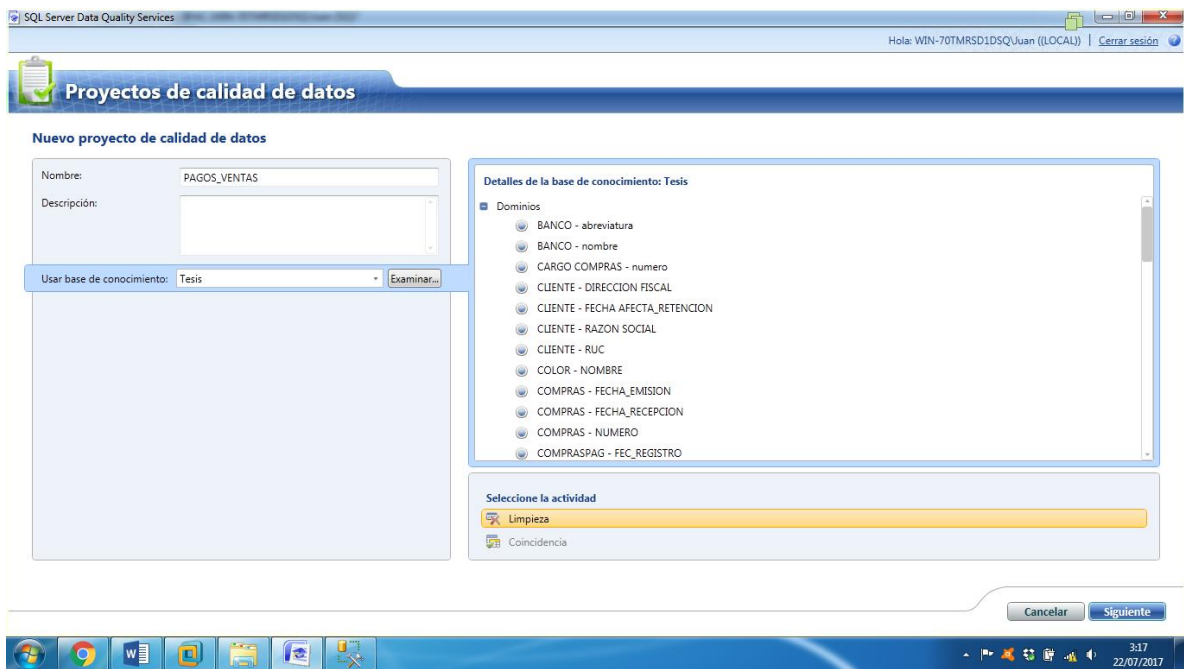 SQL Server Data Quality Services
Hola: WIN-70TMRSD1DSQ\Juan ((LOCAL)) | Cerrar sesión
Proyectos de calidad de datos
Nuevo proyecto de calidad de datos
Nombre: PAGOS_VENTAS
Descripción:
Usar base de conocimiento: Tesis Examinar...
Detalles de la base de conocimiento: Tesis
Dominios
BANCO - abreviatura
BANCO - nombre
CARGO COMPRAS - numero
CLIENTE - DIRECCION FISCAL
CLIENTE - FECHA AFECTA_RETENCION
CLIENTE - RAZON SOCIAL
CLIENTE - RUC
COLOR - NOMBRE
COMPRAS - FECHA_EMISION
COMPRAS - FECHA_RECEPCION
COMPRAS - NUMERO
COMPRASPAG - FEC_REGISTRO
Seleccione la actividad
Limpieza
Coincidencia
Cancelar Siguiente
3:17
22/07/2017